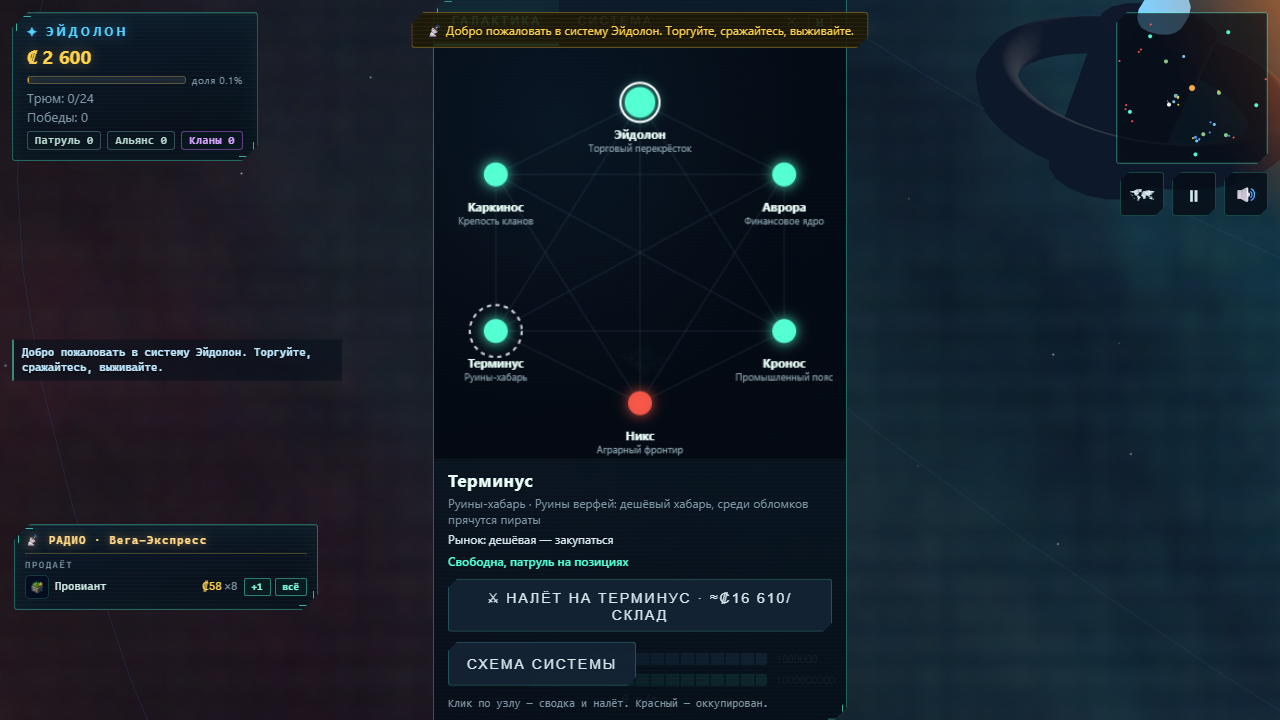 ✦ ЭЙДОЛОН
₡ 2 600
доля 0.1%
Трюм: 0/24
Победы: 0
Патруль 0
Альянс 0
Кланы 0
ГАЛАКТИКА
СИСТЕМА
Добро пожаловать в систему Эйдолон. Торгуйте, сражайтесь, выживайте.
Эйдолон
Торговый перекрёсток
Каркинос
Крепость кланов
Аврора
Финансовое ядро
Терминус
Руины-хабарь
Кронос
Промышленный пояс
Никс
Аграрный фронтир
Добро пожаловать в систему Эйдолон. Торгуйте,
сражайтесь, выживайте.
РАДИО · Вега-Экспресс
ПРОДАЁТ
Провиант ₡58 ×8 +1 всё
Терминус
Руины-хабарь · Руины верфей: дешёвый хабарь, среди обломков
прячутся пираты
Рынок: дешёвая — закупаться
Свободна, патруль на позициях
⚔ НАЛЁТ НА ТЕРМИНУС · ≈₡16 610/
СКЛАД
СХЕМА СИСТЕМЫ
Клик по узлу — сводка и налёт. Красный — оккупирован.